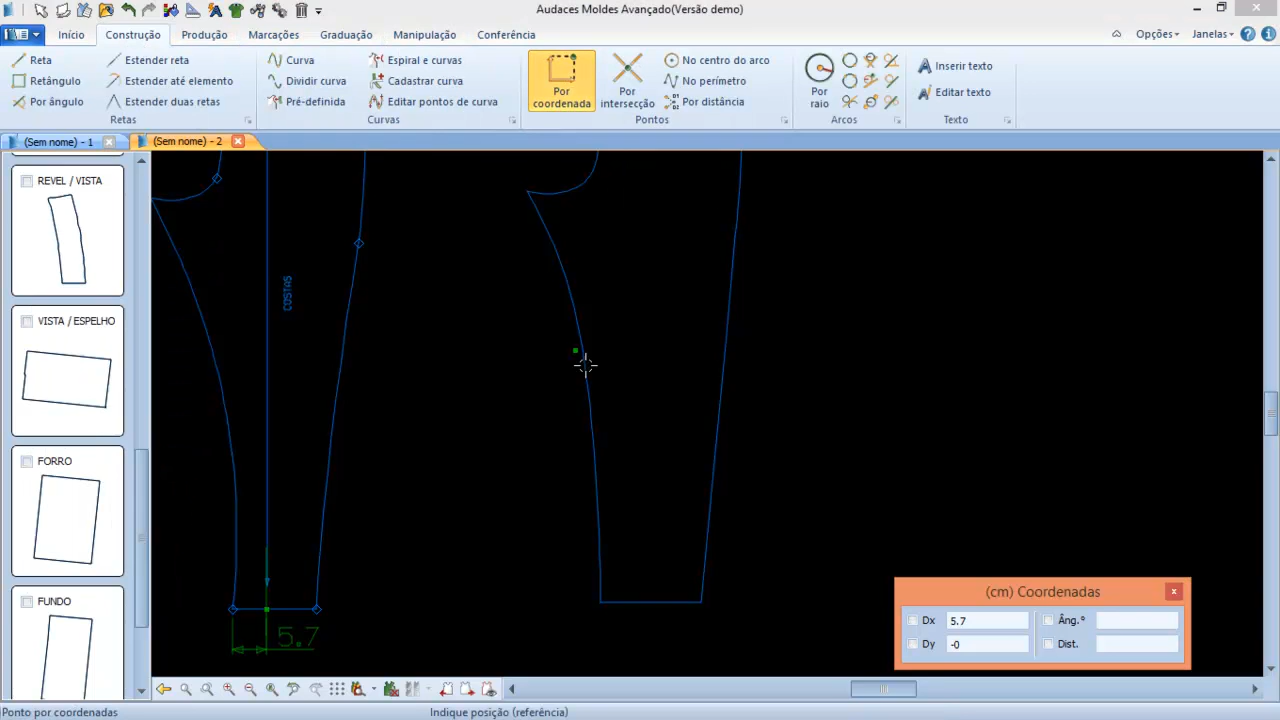 Audaces Moldes Avançado(Versão demo)
Início
Construção
Produção
Marcações
Graduação
Manipulação
Conferência
Opções
Janelas
Reta
Retângulo
Por ângulo
Estender reta
Estender até elemento
Estender duas retas
Retas
Curva
Dividir curva
Pré-definida
Espiral e curvas
Cadastrar curva
Editar pontos de curva
Curvas
Por coordenada
Por intersecção
No centro do arco
No perímetro
Por distância
Pontos
Por raio
Arcos
Inserir texto
Editar texto
Texto
(Sem nome) - 1
(Sem nome) - 2
REVEL / VISTA
VISTA / ESPELHO
FORRO
FUNDO
COSTAS
5.7
(cm) Coordenadas
Dx 5.7 Âng.°
Dy -0 Dist.
Ponto por coordenadas
Indique posição (referência)